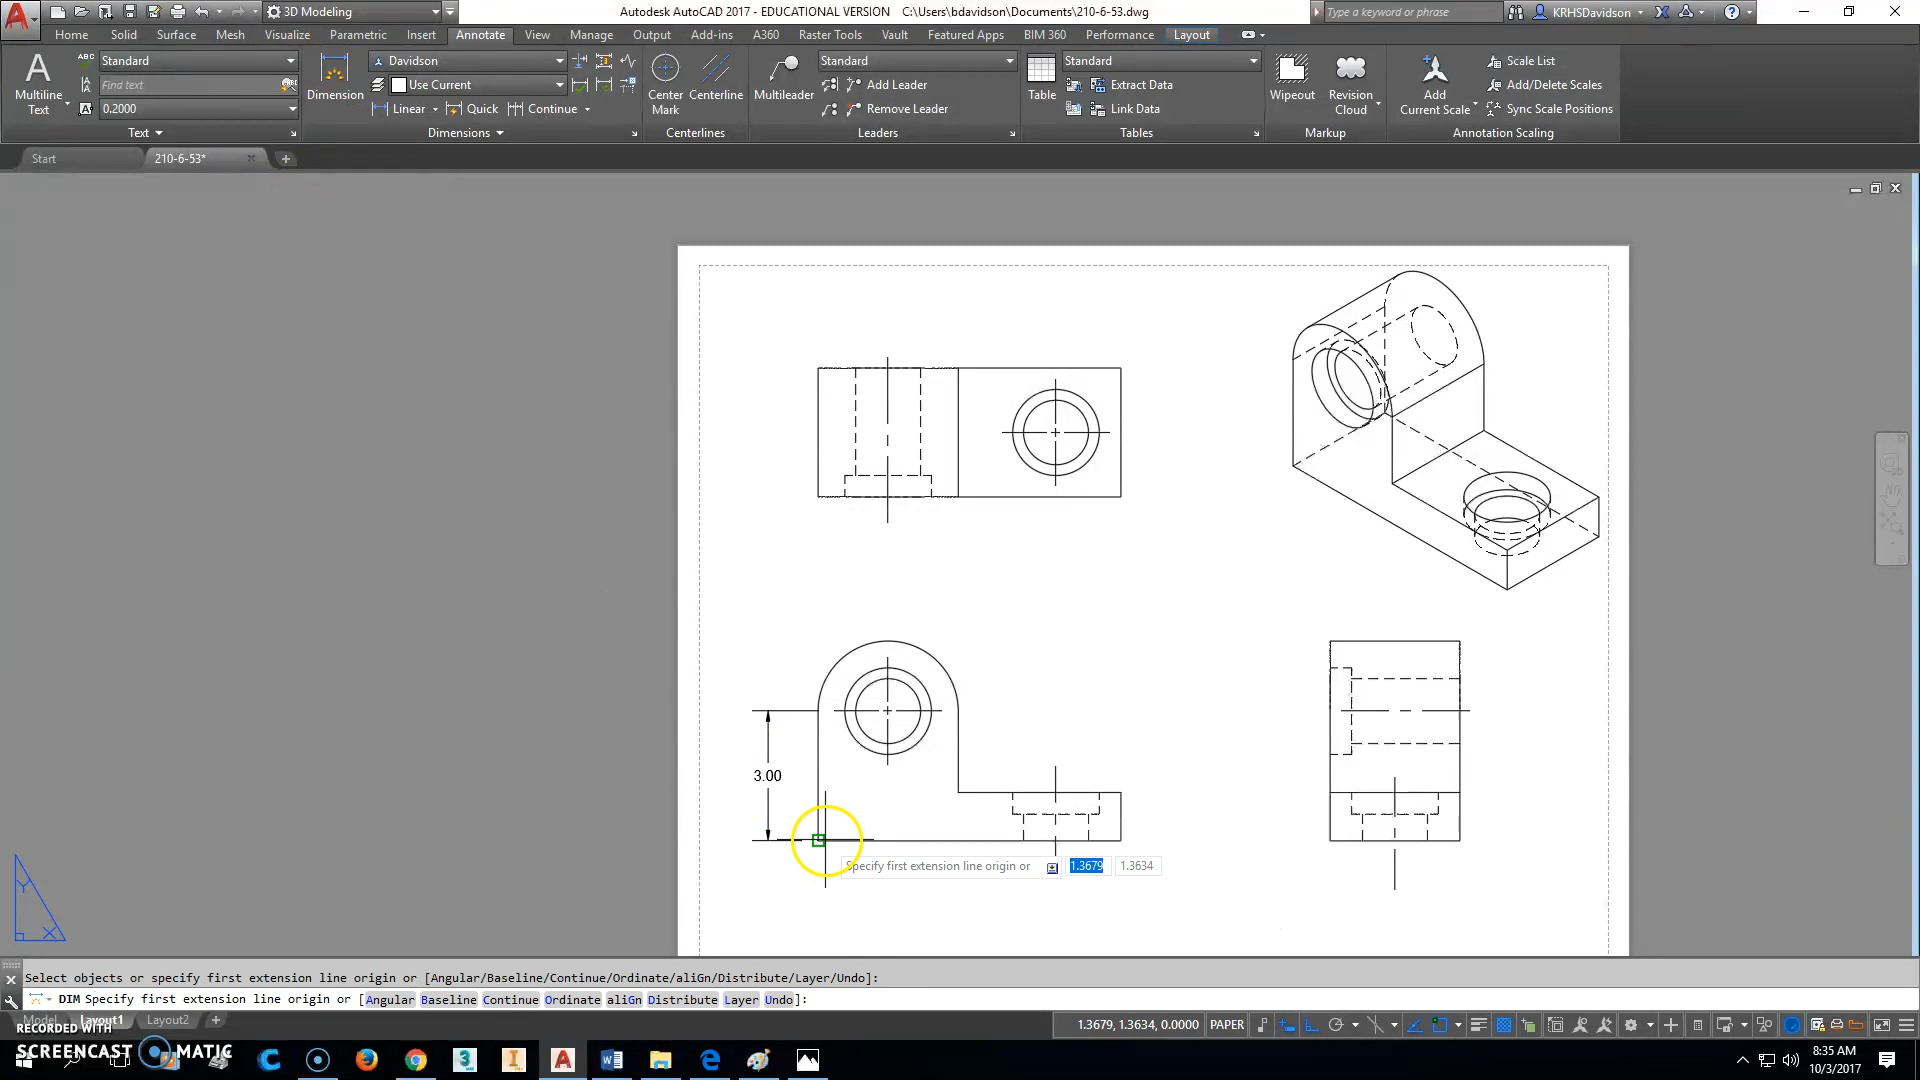 3D Modeling
Autodesk AutoCAD 2017 - EDUCATIONAL VERSION C:\Users\bdavidson\Documents\210-6-53.dwg
Type a keyword or phrase
KRHSDavidson
Home Solid Surface Mesh Visualize Parametric Insert Annotate View Manage Output Add-ins A360 Raster Tools Vault Featured Apps BIM 360 Performance Layout
Standard
Davidson
Standard
Standard
Scale List
Find text
Use Current
Add Leader
Extract Data
Add/Delete Scales
Multiline Text
0.2000
Dimension
Linear Quick Continue
Center Mark
Centerline
Multileader
Remove Leader
Table
Link Data
Wipeout
Revision Cloud
Add Current Scale
Sync Scale Positions
Text Dimensions Centerlines Leaders Tables Markup Annotation Scaling
Start 210-6-53*
3.00
Specify first extension line origin or 1.3679 1.3634
Y
X
Select objects or specify first extension line origin or [Angular/Baseline/Continue/Ordinate/aliGn/Distribute/Layer/Undo]:
DIM Specify first extension line origin or [Angular Baseline Continue Ordinate aliGn Distribute Layer Undo]:
Model Layout1 Layout2
1.3679, 1.3634, 0.0000 PAPER
RECORDED WITH
SCREENCAST MATIC
8:35 AM
10/3/2017